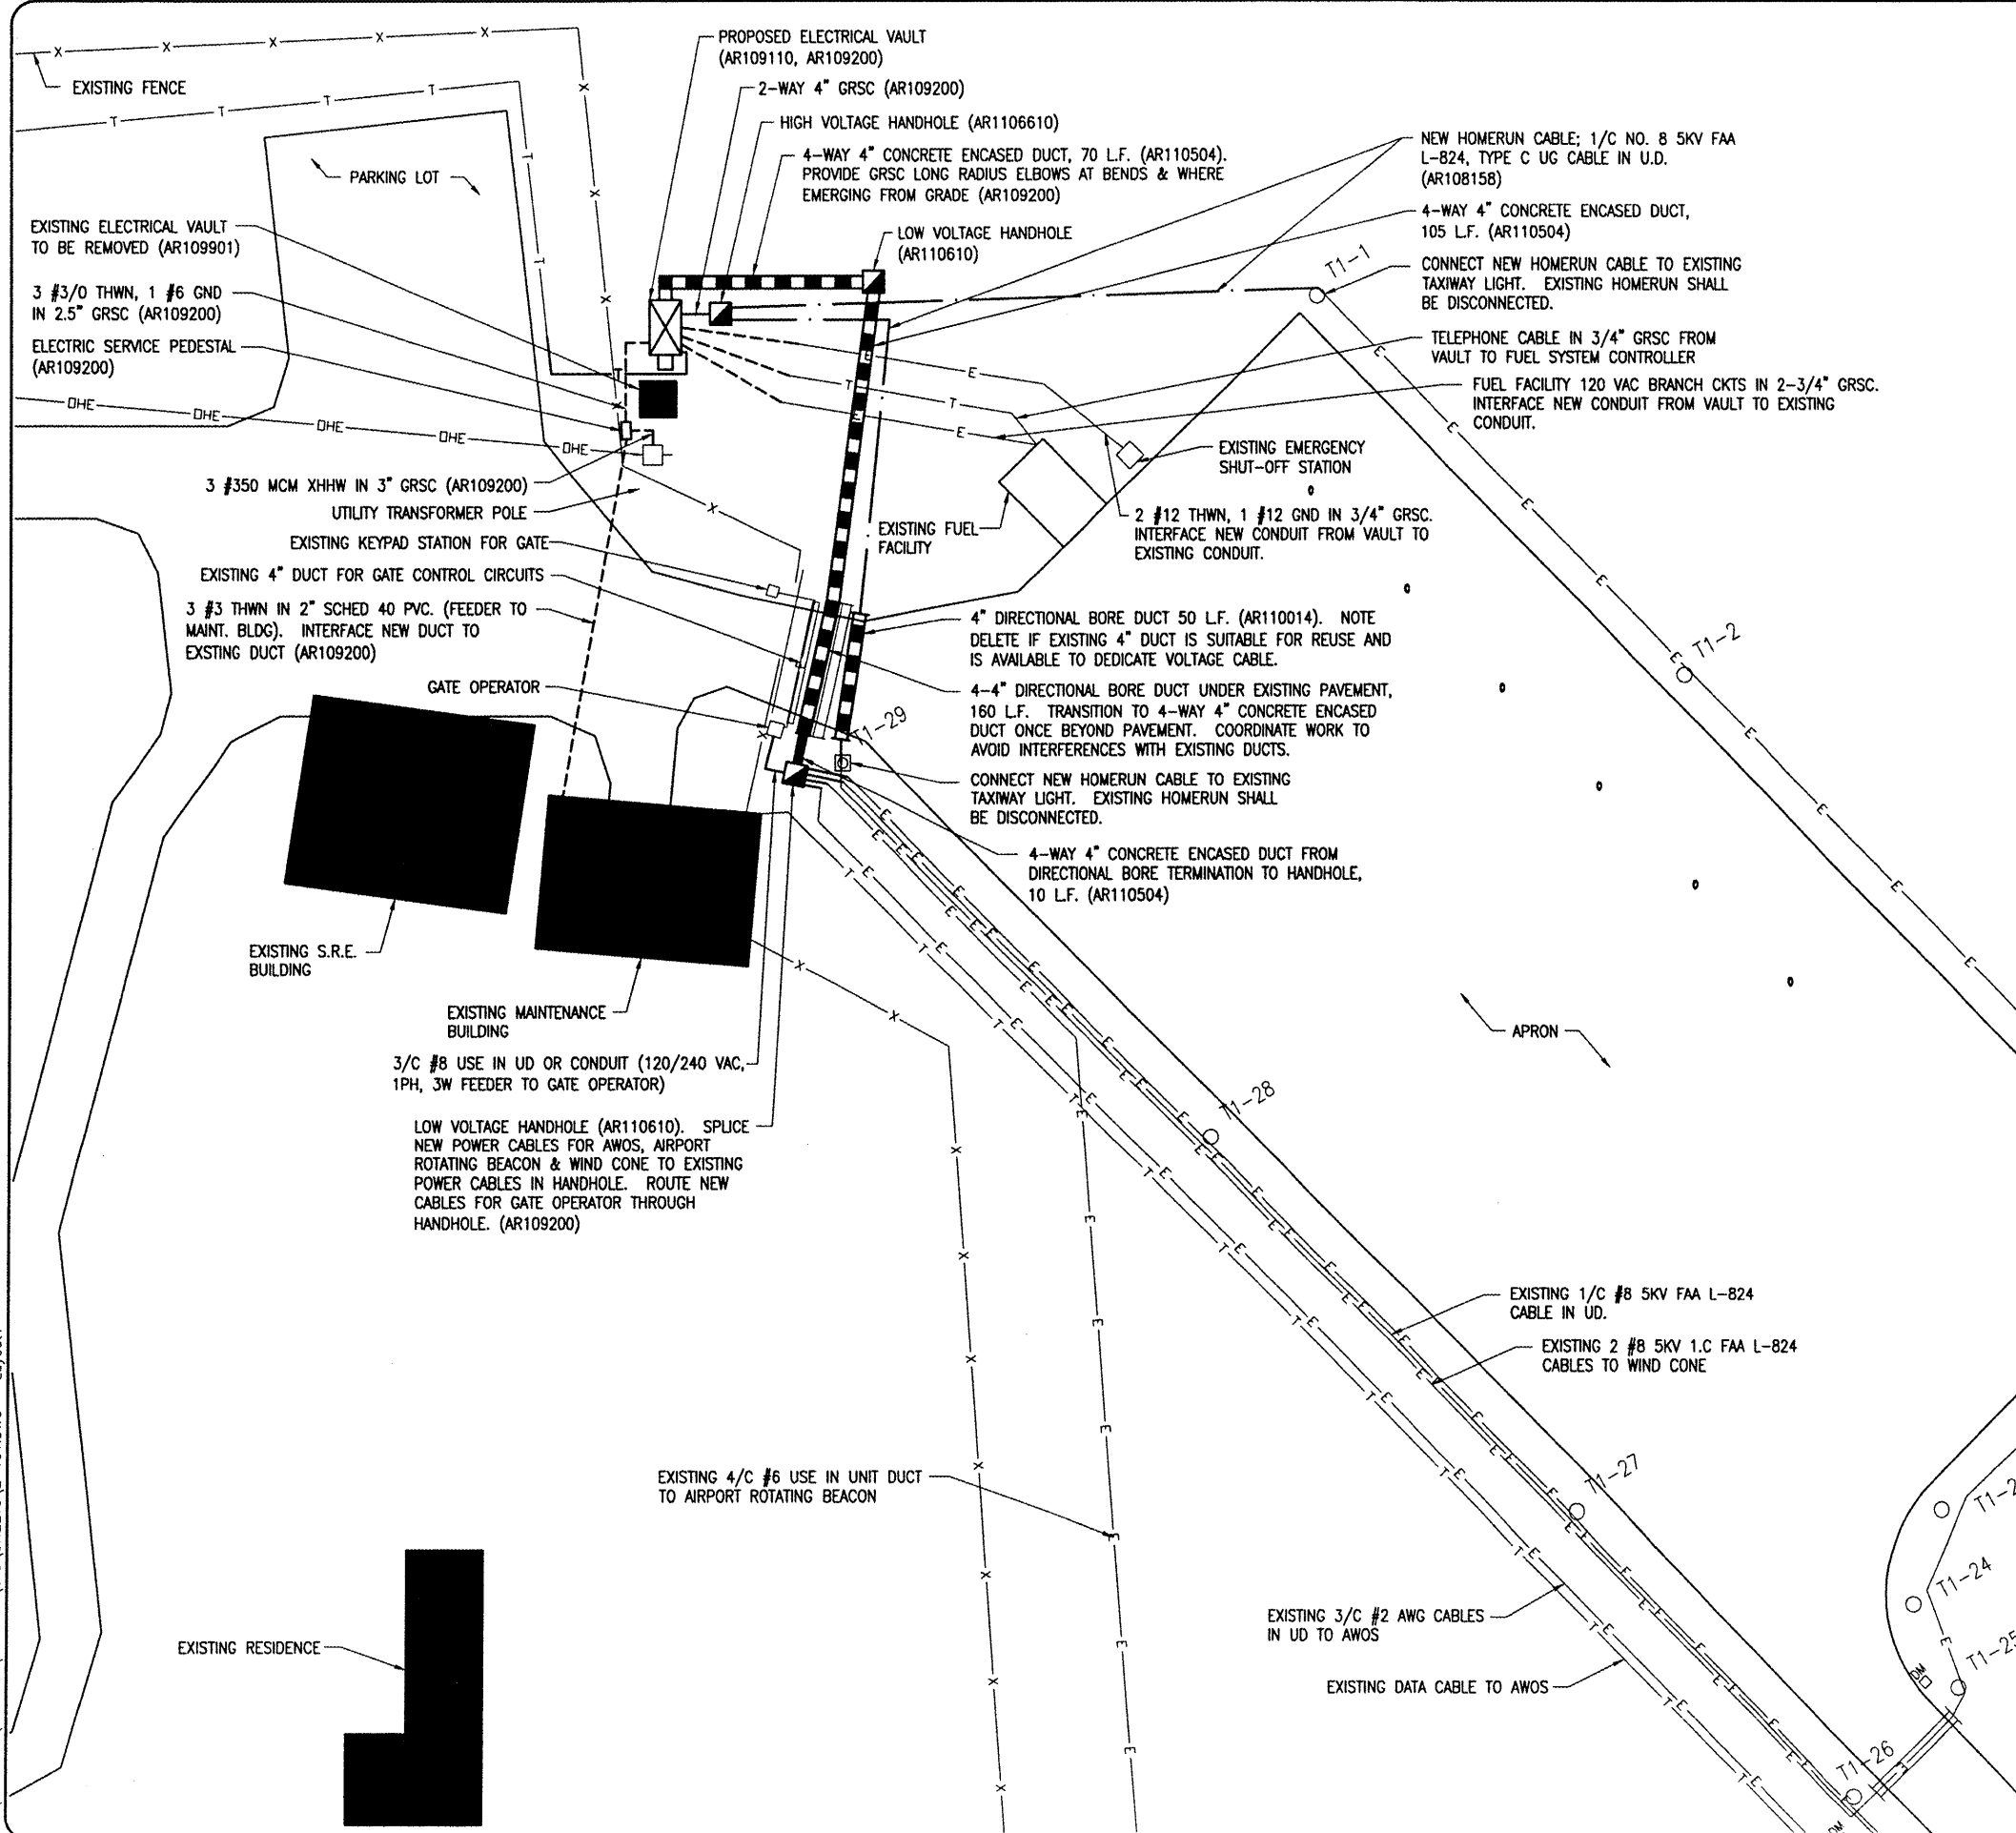 PROPOSED ELECTRICAL VAULT
(AR109110, AR109200)
EXISTING FENCE
2-WAY 4" GRSC (AR109200)
HIGH VOLTAGE HANDHOLE (AR1106610)
4-WAY 4" CONCRETE ENCASED DUCT, 70 L.F. (AR110504).
PROVIDE GRSC LONG RADIUS ELBOWS AT BENDS & WHERE
EMERGING FROM GRADE (AR109200)
NEW HOMERUN CABLE; 1/C NO. 8 5KV FAA
L-824, TYPE C UG CABLE IN U.D.
(AR108158)
PARKING LOT
4-WAY 4" CONCRETE ENCASED DUCT,
105 L.F. (AR110504)
EXISTING ELECTRICAL VAULT
TO BE REMOVED (AR109901)
LOW VOLTAGE HANDHOLE
(AR110610)
T1-1
CONNECT NEW HOMERUN CABLE TO EXISTING
TAXIWAY LIGHT. EXISTING HOMERUN SHALL
BE DISCONNECTED.
3 #3/0 THWN, 1 #6 GND
IN 2.5" GRSC (AR109200)
ELECTRIC SERVICE PEDESTAL
(AR109200)
TELEPHONE CABLE IN 3/4" GRSC FROM
VAULT TO FUEL SYSTEM CONTROLLER
FUEL FACILITY 120 VAC BRANCH CKTS IN 2-3/4" GRSC.
INTERFACE NEW CONDUIT FROM VAULT TO EXISTING
CONDUIT.
OHE OHE OHE OHE OHE OHE
EXISTING EMERGENCY
SHUT-OFF STATION
3 #350 MCM XHHW IN 3" GRSC (AR109200)
UTILITY TRANSFORMER POLE
EXISTING FUEL
FACILITY
2 #12 THWN, 1 #12 GND IN 3/4" GRSC.
INTERFACE NEW CONDUIT FROM VAULT TO
EXISTING CONDUIT.
EXISTING KEYPAD STATION FOR GATE
EXISTING 4" DUCT FOR GATE CONTROL CIRCUITS
3 #3 THWN IN 2" SCHED 40 PVC. (FEEDER TO
MAINT. BLDG). INTERFACE NEW DUCT TO
EXSTING DUCT (AR109200)
4" DIRECTIONAL BORE DUCT 50 L.F. (AR110014). NOTE
DELETE IF EXISTING 4" DUCT IS SUITABLE FOR REUSE AND
IS AVAILABLE TO DEDICATE VOLTAGE CABLE.
T1-2
GATE OPERATOR
4-4" DIRECTIONAL BORE DUCT UNDER EXISTING PAVEMENT,
160 L.F. TRANSITION TO 4-WAY 4" CONCRETE ENCASED
DUCT ONCE BEYOND PAVEMENT. COORDINATE WORK TO
AVOID INTERFERENCES WITH EXISTING DUCTS.
T1-29
CONNECT NEW HOMERUN CABLE TO EXISTING
TAXIWAY LIGHT. EXISTING HOMERUN SHALL
BE DISCONNECTED.
4-WAY 4" CONCRETE ENCASED DUCT FROM
DIRECTIONAL BORE TERMINATION TO HANDHOLE,
10 L.F. (AR110504)
EXISTING S.R.E.
BUILDING
EXISTING MAINTENANCE
BUILDING
APRON
3/C #8 USE IN UD OR CONDUIT (120/240 VAC,
1PH, 3W FEEDER TO GATE OPERATOR)
T1-28
LOW VOLTAGE HANDHOLE (AR110610). SPLICE
NEW POWER CABLES FOR AWOS, AIRPORT
ROTATING BEACON & WIND CONE TO EXISTING
POWER CABLES IN HANDHOLE. ROUTE NEW
CABLES FOR GATE OPERATOR THROUGH
HANDHOLE. (AR109200)
EXISTING 1/C #8 5KV FAA L-824
CABLE IN UD.
EXISTING 2 #8 5KV 1.C FAA L-824
CABLES TO WIND CONE
EXISTING 4/C #6 USE IN UNIT DUCT
TO AIRPORT ROTATING BEACON
T1-27
T1-24
EXISTING 3/C #2 AWG CABLES
IN UD TO AWOS
EXISTING RESIDENCE
T1-25
EXISTING DATA CABLE TO AWOS
DM
T1-26
DM